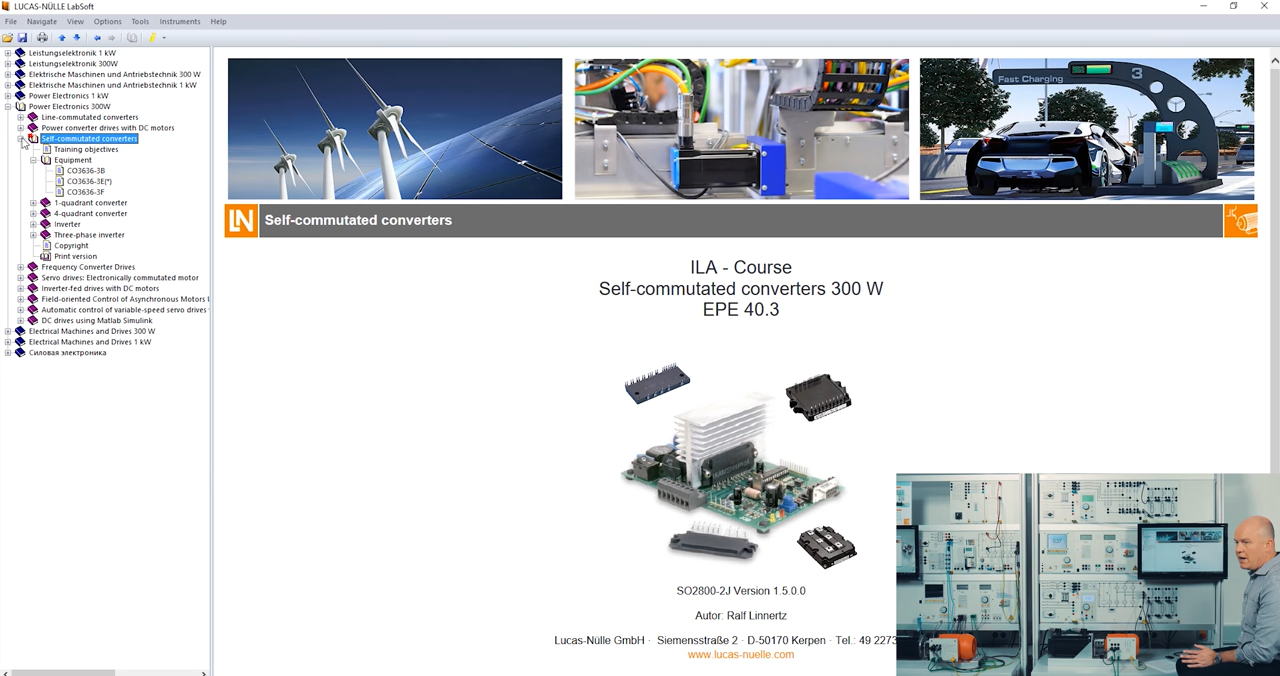 LUCAS-NÜLLE LabSoft
File Navigate View Options Tools Instruments Help
Leistungselektronik 1 kW
Leistungselektronik 300W
Elektrische Maschinen und Antriebstechnik 300 W
Elektrische Maschinen und Antriebstechnik 1 kW
Power Electronics 1 kW
Power Electronics 300W
Line-commutated converters
Power converter drives with DC motors
Self-commutated converters
Training objectives
Equipment
CO3636-3B
CO3636-3E(*)
CO3636-3F
1-quadrant converter
4-quadrant converter
Inverter
Three-phase inverter
Copyright
Print version
Frequency Converter Drives
Servo drives: Electronically commutated motor
Inverter-fed drives with DC motors
Field-oriented Control of Asynchronous Motors
Automatic control of variable-speed servo drives
DC drives using Matlab Simulink
Electrical Machines and Drives 300 W
Electrical Machines and Drives 1 kW
Силовая электроника
Fast Charging 3
LN Self-commutated converters
ILA - Course
Self-commutated converters 300 W
EPE 40.3
SO2800-2J Version 1.5.0.0
Autor: Ralf Linnertz
Lucas-Nülle GmbH · Siemensstraße 2 · D-50170 Kerpen · Tel.: 49 2273
www.lucas-nuelle.com